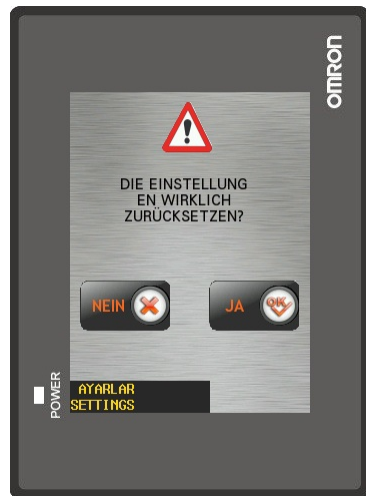 OMRON
DIE EINSTELLUNG
EN WIRKLICH
ZURÜCKSETZEN?
NEIN
JA
OK
POWER
AYARLAR
SETTINGS